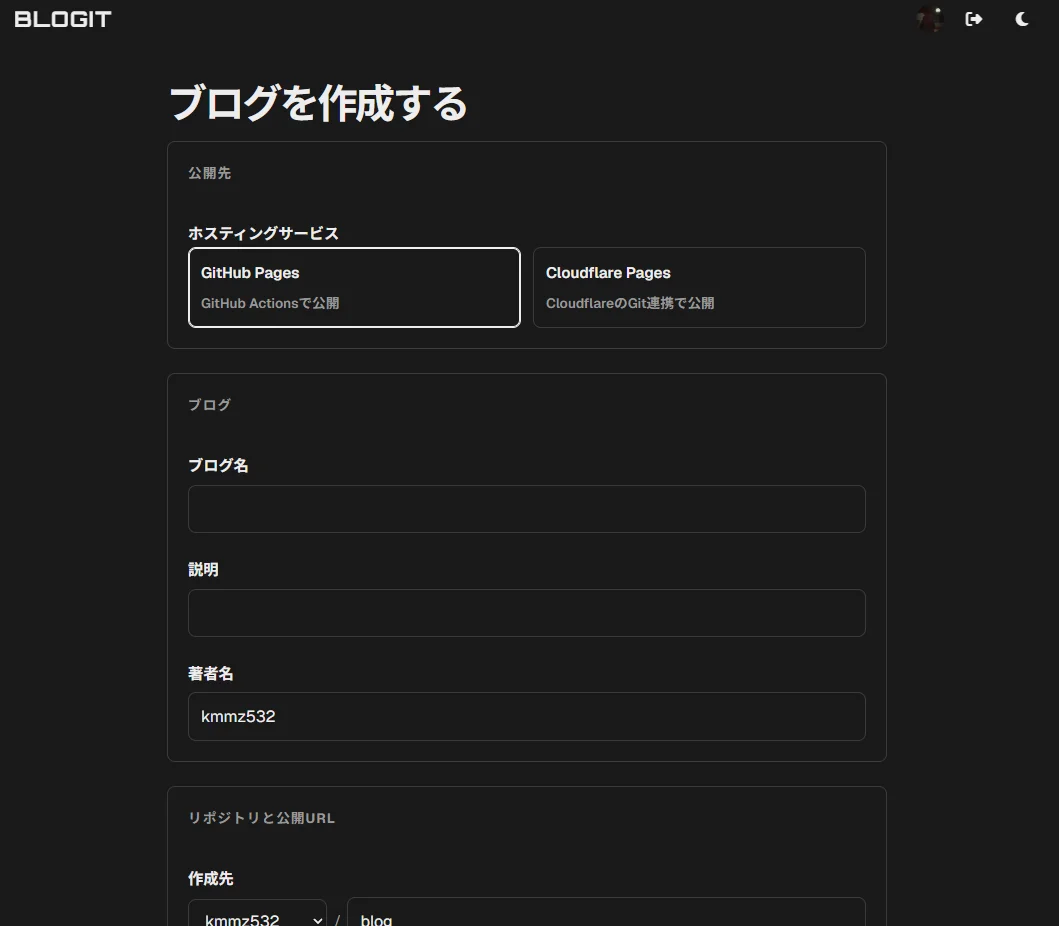 BLOGIT
ブログを作成する
公開先
ホスティングサービス
GitHub Pages
GitHub Actionsで公開
Cloudflare Pages
CloudflareのGit連携で公開
ブログ
ブログ名
説明
著者名
kmmz532
リポジトリと公開URL
作成先
kmmz532 / blog